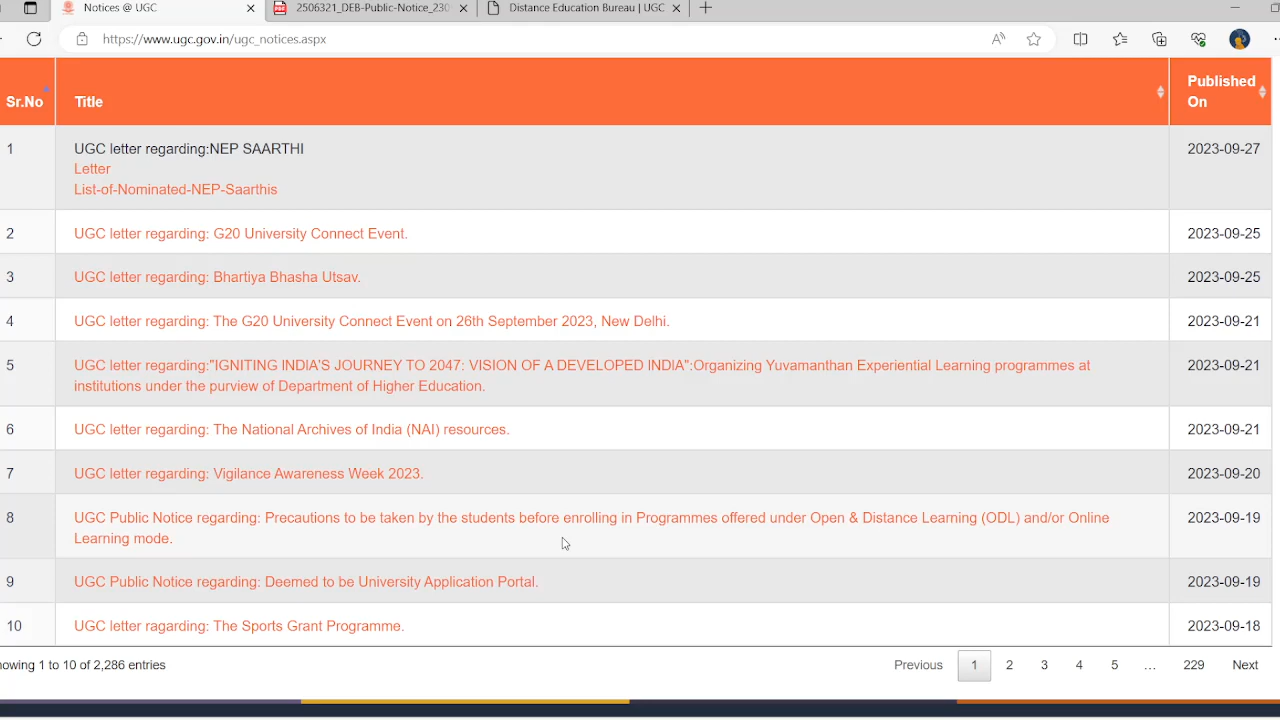 Notices @ UGC
2506321_DEB-Public-Notice_230
Distance Education Bureau | UGC
https://www.ugc.gov.in/ugc_notices.aspx
Sr.No Title Published On
1 UGC letter regarding:NEP SAARTHI 2023-09-27
Letter
List-of-Nominated-NEP-Saarthis
2 UGC letter regarding: G20 University Connect Event. 2023-09-25
3 UGC letter regarding: Bhartiya Bhasha Utsav. 2023-09-25
4 UGC letter regarding: The G20 University Connect Event on 26th September 2023, New Delhi. 2023-09-21
5 UGC letter regarding:"IGNITING INDIA'S JOURNEY TO 2047: VISION OF A DEVELOPED INDIA":Organizing Yuvamanthan Experiential Learning programmes at 2023-09-21
institutions under the purview of Department of Higher Education.
6 UGC letter regarding: The National Archives of India (NAI) resources. 2023-09-21
7 UGC letter regarding: Vigilance Awareness Week 2023. 2023-09-20
8 UGC Public Notice regarding: Precautions to be taken by the students before enrolling in Programmes offered under Open & Distance Learning (ODL) and/or Online 2023-09-19
Learning mode.
9 UGC Public Notice regarding: Deemed to be University Application Portal. 2023-09-19
10 UGC letter ragarding: The Sports Grant Programme. 2023-09-18
howing 1 to 10 of 2,286 entries Previous 1 2 3 4 5 … 229 Next